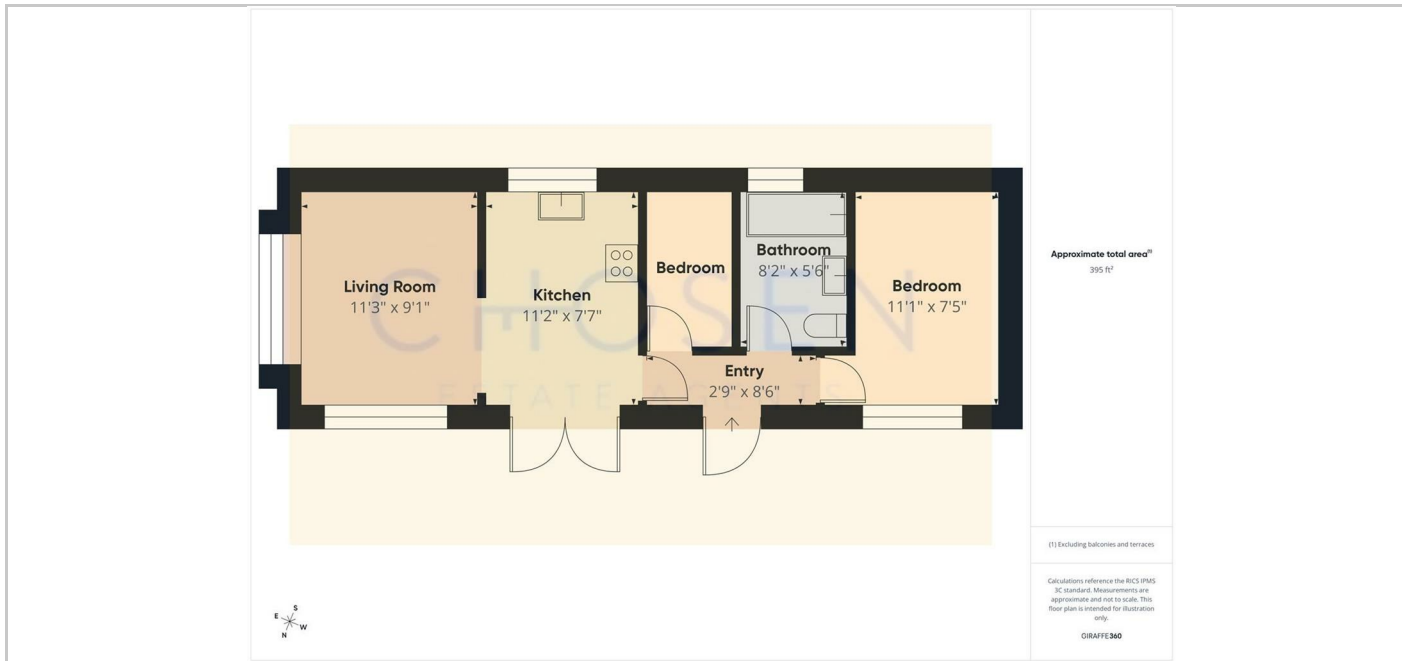 Living Room
11'3" x 9'1"
Kitchen
11'2" x 7'7"
Bedroom
Bathroom
8'2" x 5'6"
Bedroom
11'1" x 7'5"
Entry
2'9" x 8'6"
CHOSEN
ESTATE AGENTS
Approximate total area⁽¹⁾
395 ft²
(1) Excluding balconies and terraces
Calculations reference the RICS IPMS
3C standard. Measurements are
approximate and not to scale. This
floor plan is intended for illustration
only.
GIRAFFE360
S
E
W
N